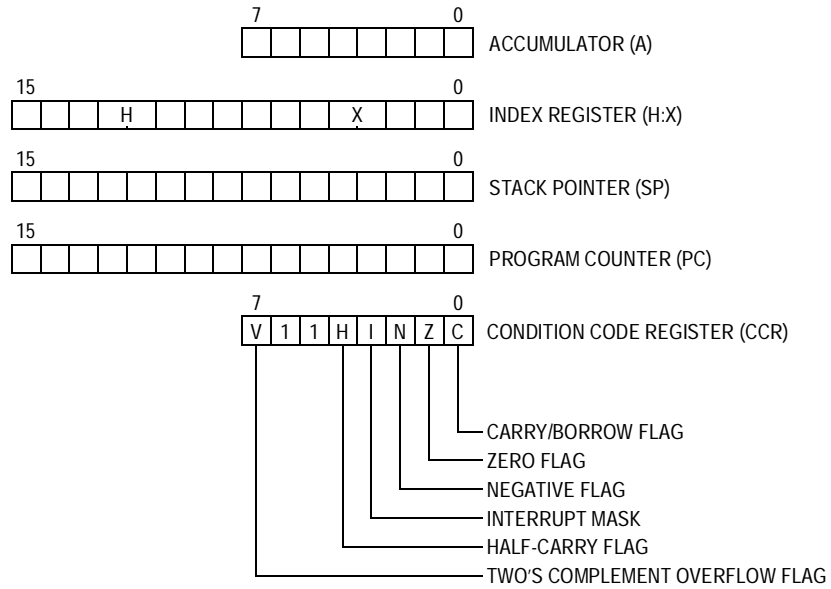 7 0
ACCUMULATOR (A)
15 0
H X INDEX REGISTER (H:X)
15 0
STACK POINTER (SP)
15 0
PROGRAM COUNTER (PC)
7 0
V 1 1 H I N Z C CONDITION CODE REGISTER (CCR)
CARRY/BORROW FLAG
ZERO FLAG
NEGATIVE FLAG
INTERRUPT MASK
HALF-CARRY FLAG
TWO'S COMPLEMENT OVERFLOW FLAG